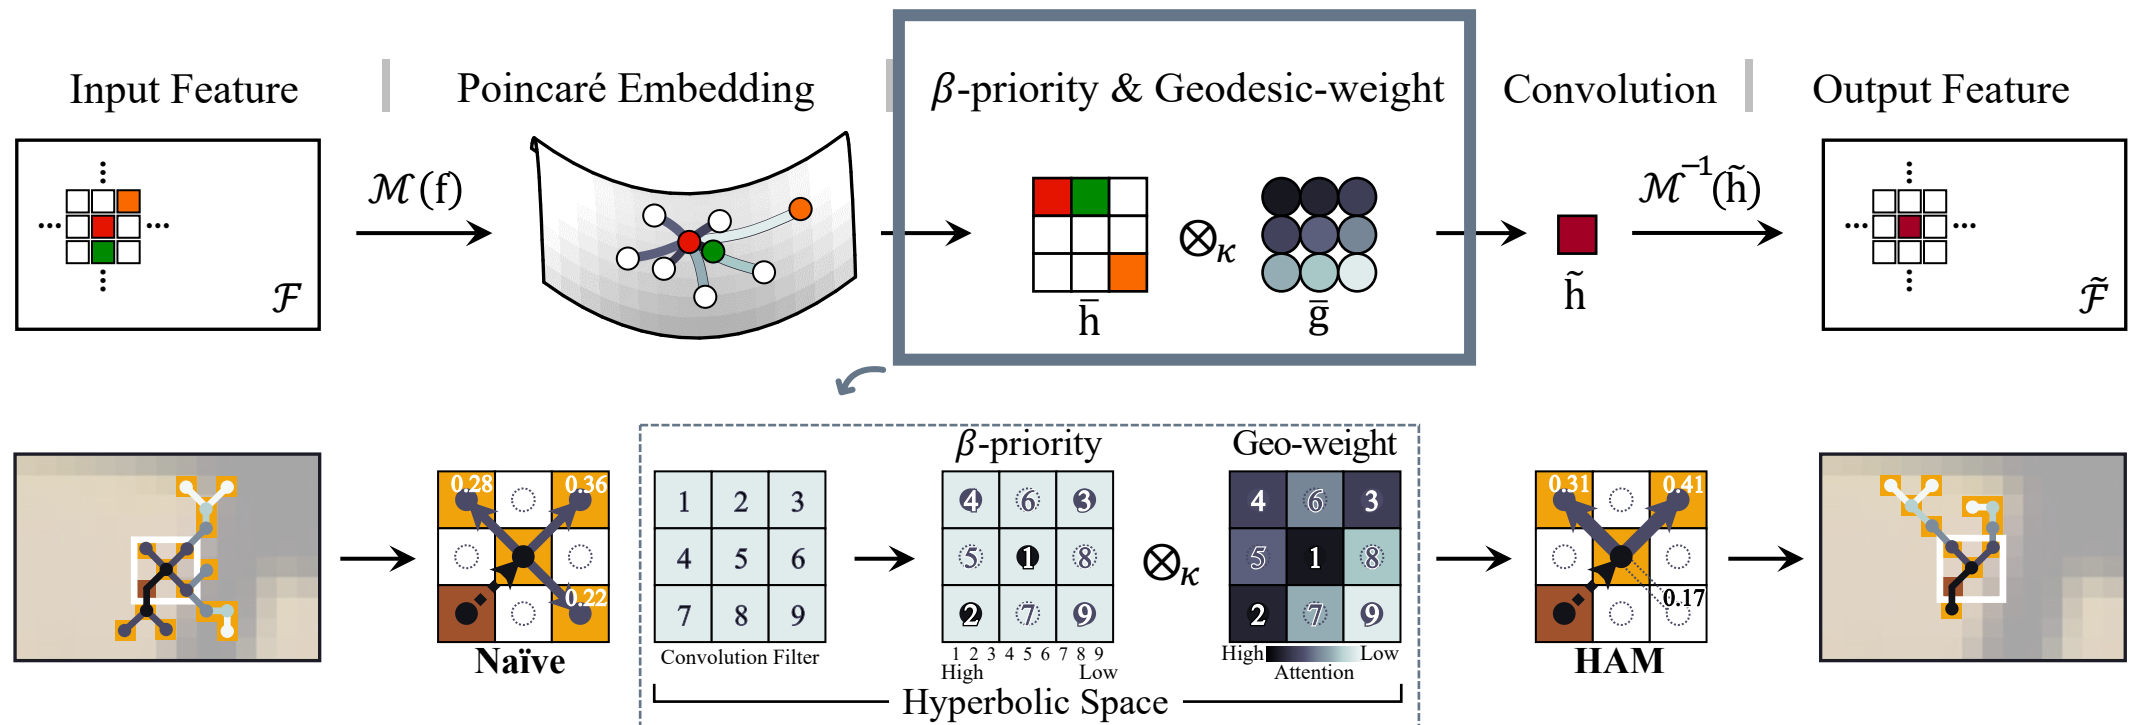 Input Feature
Poincaré Embedding
β-priority & Geodesic-weight
Convolution
Output Feature
ℳ(f)
ℳ⁻¹(h̃)
ℱ
⊗κ
h̄
ḡ
h̃
ℱ̃
β-priority
Geo-weight
0.28 0.36
0.22
Naïve
1 2 3
4 5 6
7 8 9
Convolution Filter
4 6 3
5 1 8
2 7 9
1 2 3 4 5 6 7 8 9
High Low
⊗κ
4 6 3
5 1 8
2 7 9
High Low
Attention
Hyperbolic Space
0.31 0.41
0.17
HAM